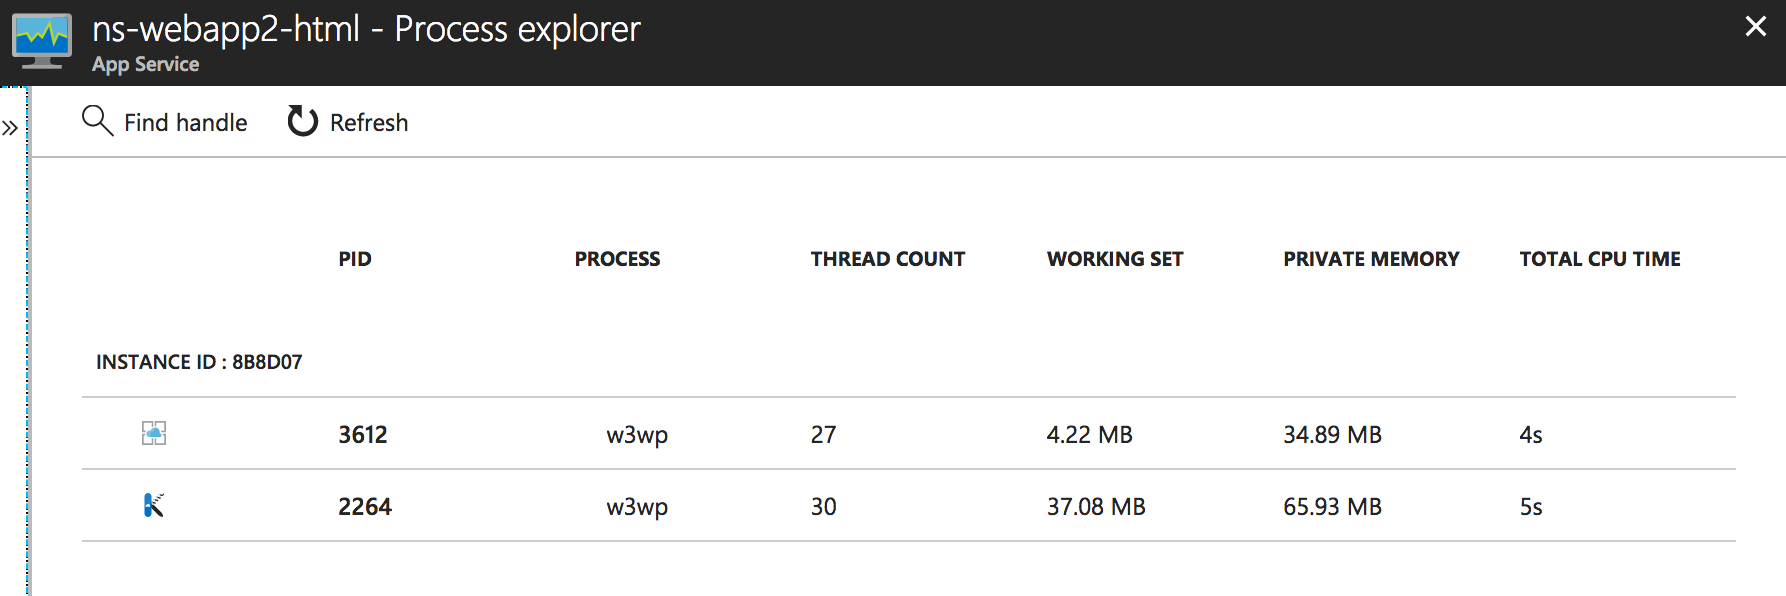 ns-webapp2-html - Process explorer
App Service
Find handle Refresh
PID PROCESS THREAD COUNT WORKING SET PRIVATE MEMORY TOTAL CPU TIME
INSTANCE ID : 8B8D07
3612 w3wp 27 4.22 MB 34.89 MB 4s
2264 w3wp 30 37.08 MB 65.93 MB 5s